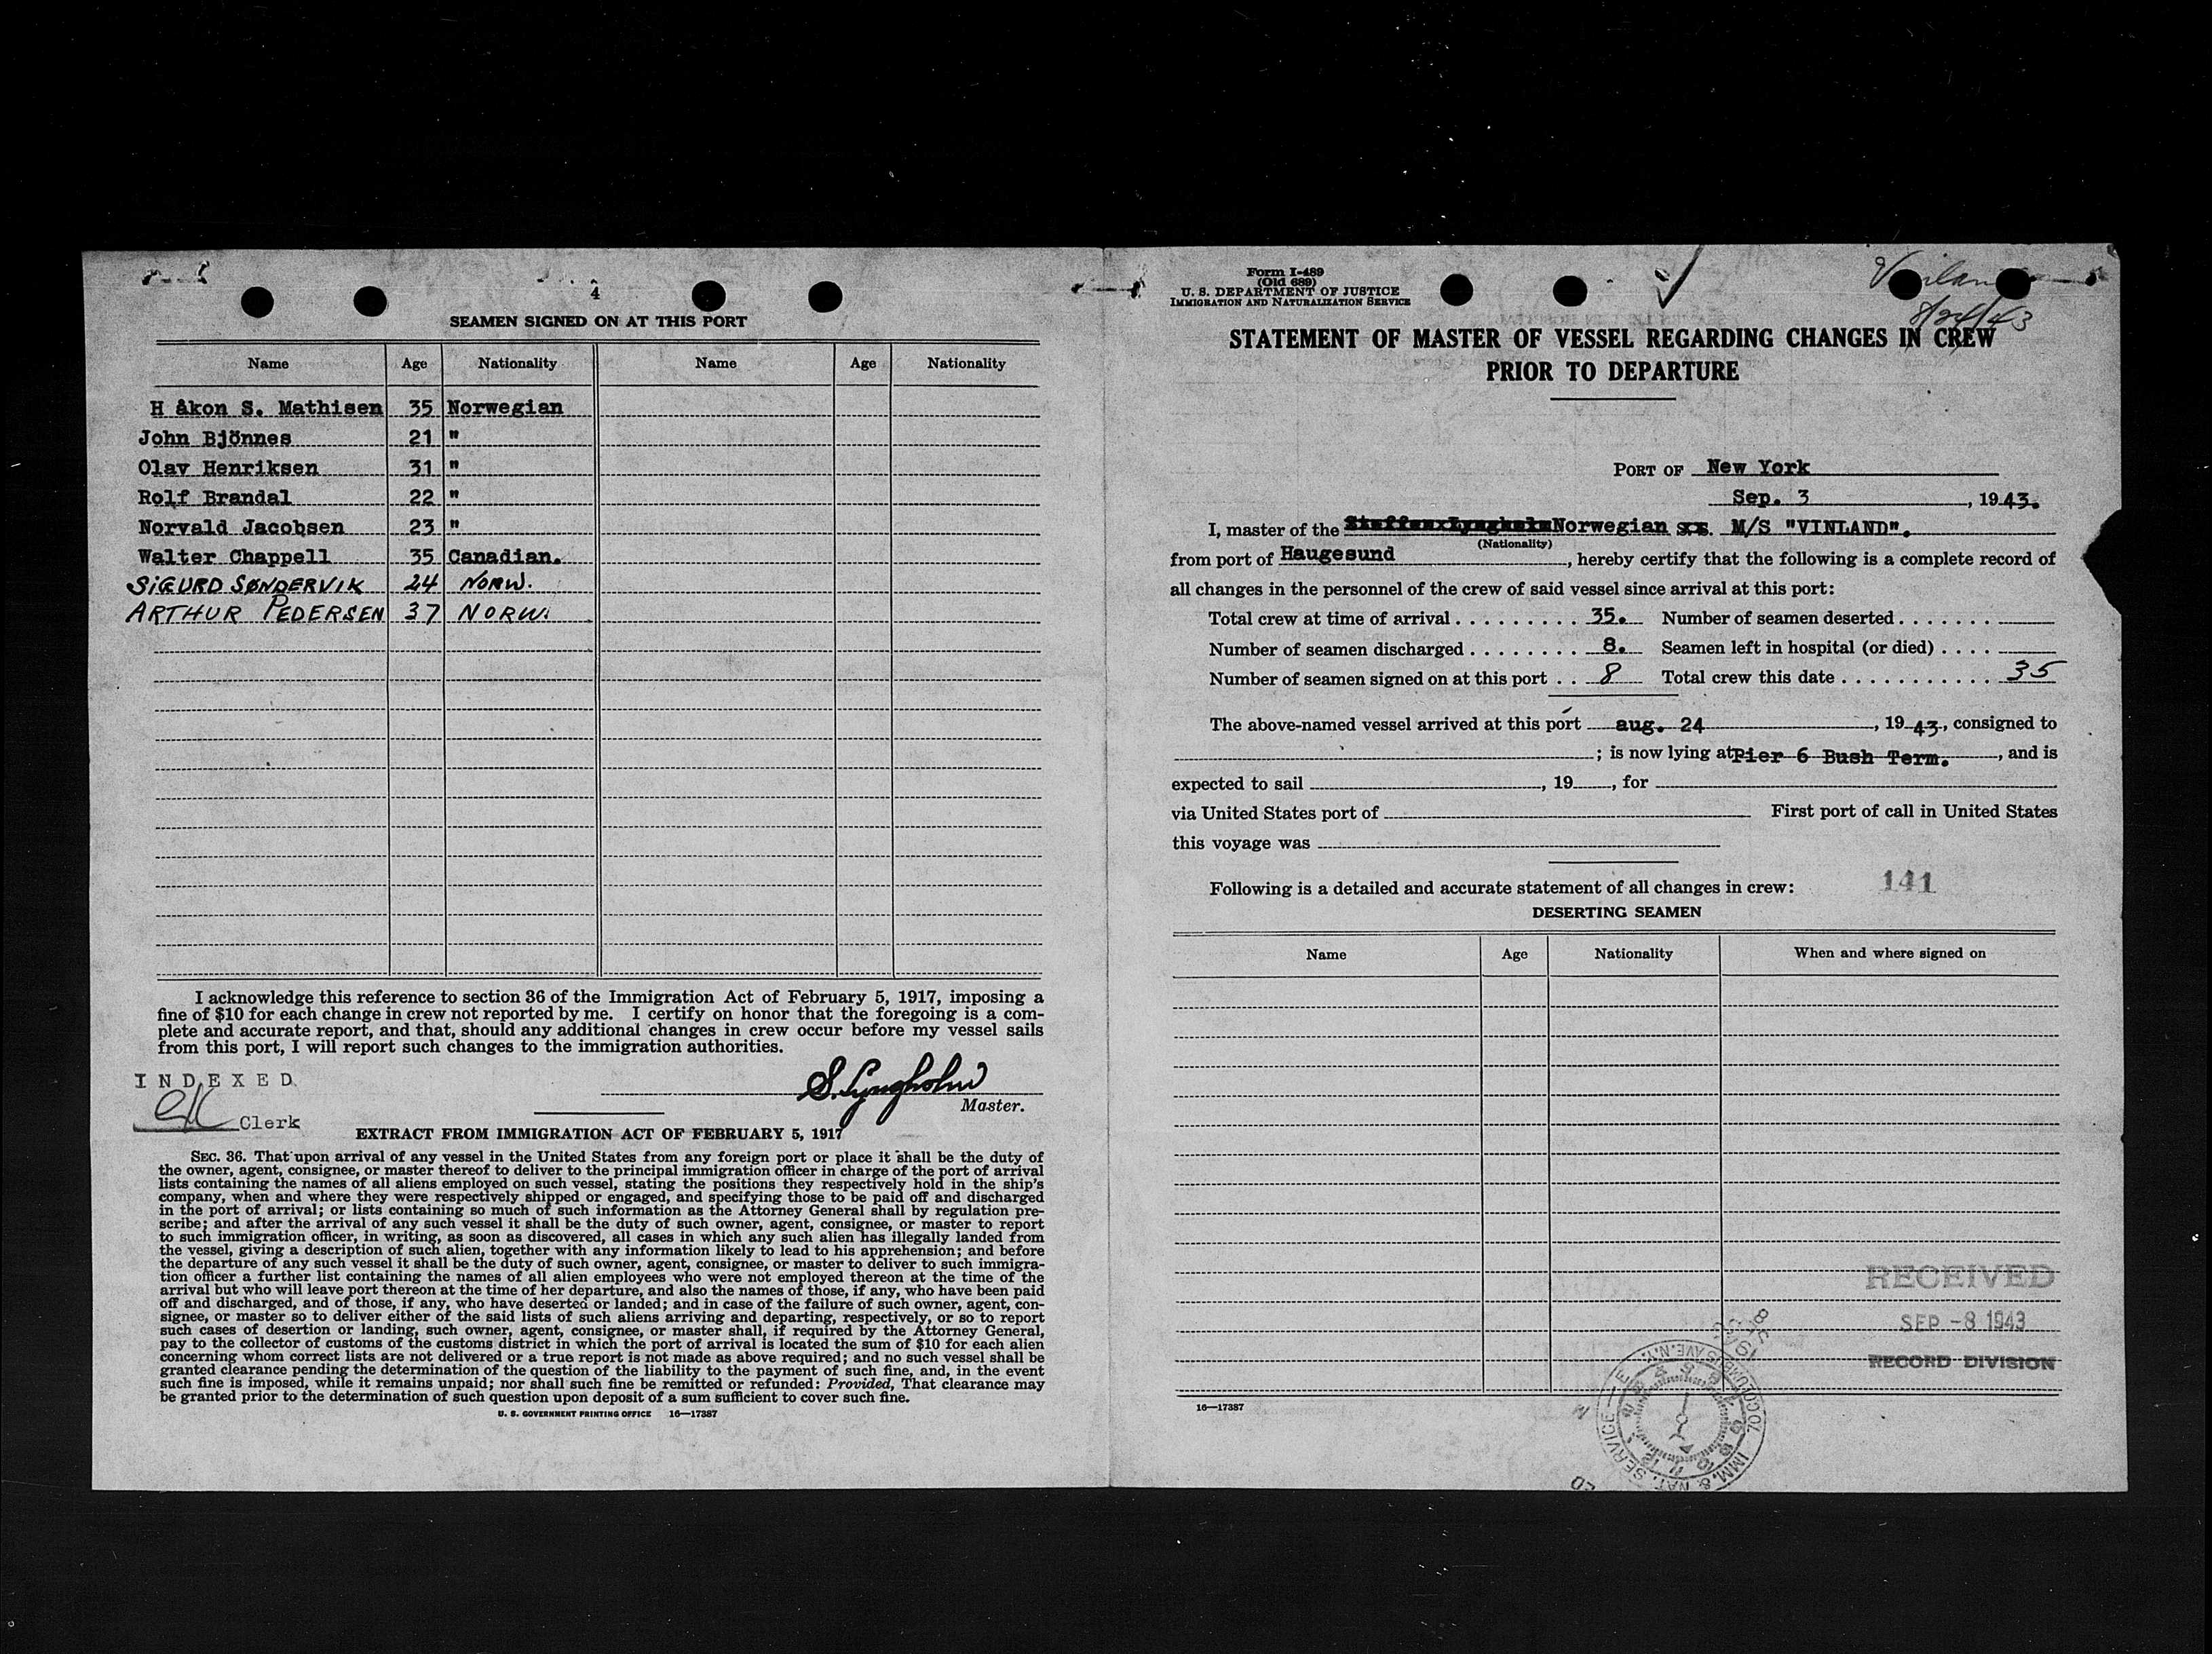 4
SEAMEN SIGNED ON AT THIS PORT
Name Age Nationality Name Age Nationality
H åkon S. Mathisen 35 Norwegian
John Bjönnes 21 "
Olav Henriksen 31 "
Rolf Brandal 22 "
Norvald Jacobsen 23 "
Walter Chappell 35 Canadian.
SIGURD SØNDERVIK 24 NORW.
ARTHUR PEDERSEN 37 NORW.
I acknowledge this reference to section 36 of the Immigration Act of February 5, 1917, imposing a
fine of $10 for each change in crew not reported by me. I certify on honor that the foregoing is a com-
plete and accurate report, and that, should any additional changes in crew occur before my vessel sails
from this port, I will report such changes to the immigration authorities.
INDEXED
S. Lyngholm
Master.
Clerk
EXTRACT FROM IMMIGRATION ACT OF FEBRUARY 5, 1917
SEC. 36. That upon arrival of any vessel in the United States from any foreign port or place it shall be the duty of
the owner, agent, consignee, or master thereof to deliver to the principal immigration officer in charge of the port of arrival
lists containing the names of all aliens employed on such vessel, stating the positions they respectively hold in the ship's
company, when and where they were respectively shipped or engaged, and specifying those to be paid off and discharged
in the port of arrival; or lists containing so much of such information as the Attorney General shall by regulation pre-
scribe; and after the arrival of any such vessel it shall be the duty of such owner, agent, consignee, or master to report
to such immigration officer, in writing, as soon as discovered, all cases in which any such alien has illegally landed from
the vessel, giving a description of such alien, together with any information likely to lead to his apprehension; and before
the departure of any such vessel it shall be the duty of such owner, agent, consignee, or master to deliver to such immigra-
tion officer a further list containing the names of all alien employees who were not employed thereon at the time of the
arrival but who will leave port thereon at the time of her departure, and also the names of those, if any, who have been paid
off and discharged, and of those, if any, who have deserted or landed; and in case of the failure of such owner, agent, con-
signee, or master so to deliver either of the said lists of such aliens arriving and departing, respectively, or so to report
such cases of desertion or landing, such owner, agent, consignee, or master shall, if required by the Attorney General,
pay to the collector of customs of the customs district in which the port of arrival is located the sum of $10 for each alien
concerning whom correct lists are not delivered or a true report is not made as above required; and no such vessel shall be
granted clearance pending the determination of the question of the liability to the payment of such fine, and, in the event
such fine is imposed, while it remains unpaid; nor shall such fine be remitted or refunded: Provided, That clearance may
be granted prior to the determination of such question upon deposit of a sum sufficient to cover such fine.
U. S. GOVERNMENT PRINTING OFFICE 16—17387
Form I-489
(Old 689)
U. S. DEPARTMENT OF JUSTICE
IMMIGRATION AND NATURALIZATION SERVICE
8/24/43
STATEMENT OF MASTER OF VESSEL REGARDING CHANGES IN CREW
PRIOR TO DEPARTURE
PORT OF New York
Sep. 3, 1943.
I, master of the Norwegian SS. M/S "VINLAND".
(Nationality)
from port of Haugesund, hereby certify that the following is a complete record of
all changes in the personnel of the crew of said vessel since arrival at this port:
Total crew at time of arrival 35. Number of seamen deserted
Number of seamen discharged 8. Seamen left in hospital (or died)
Number of seamen signed on at this port 8 Total crew this date 35
The above-named vessel arrived at this port aug. 24, 1943, consigned to
; is now lying at Pier 6 Bush Term., and is
expected to sail , 19 , for
via United States port of First port of call in United States
this voyage was
Following is a detailed and accurate statement of all changes in crew: 141
DESERTING SEAMEN
Name Age Nationality When and where signed on
RECEIVED
SEP -8 1943
RECORD DIVISION
16—17387
IMM. & NAT. SERVICE